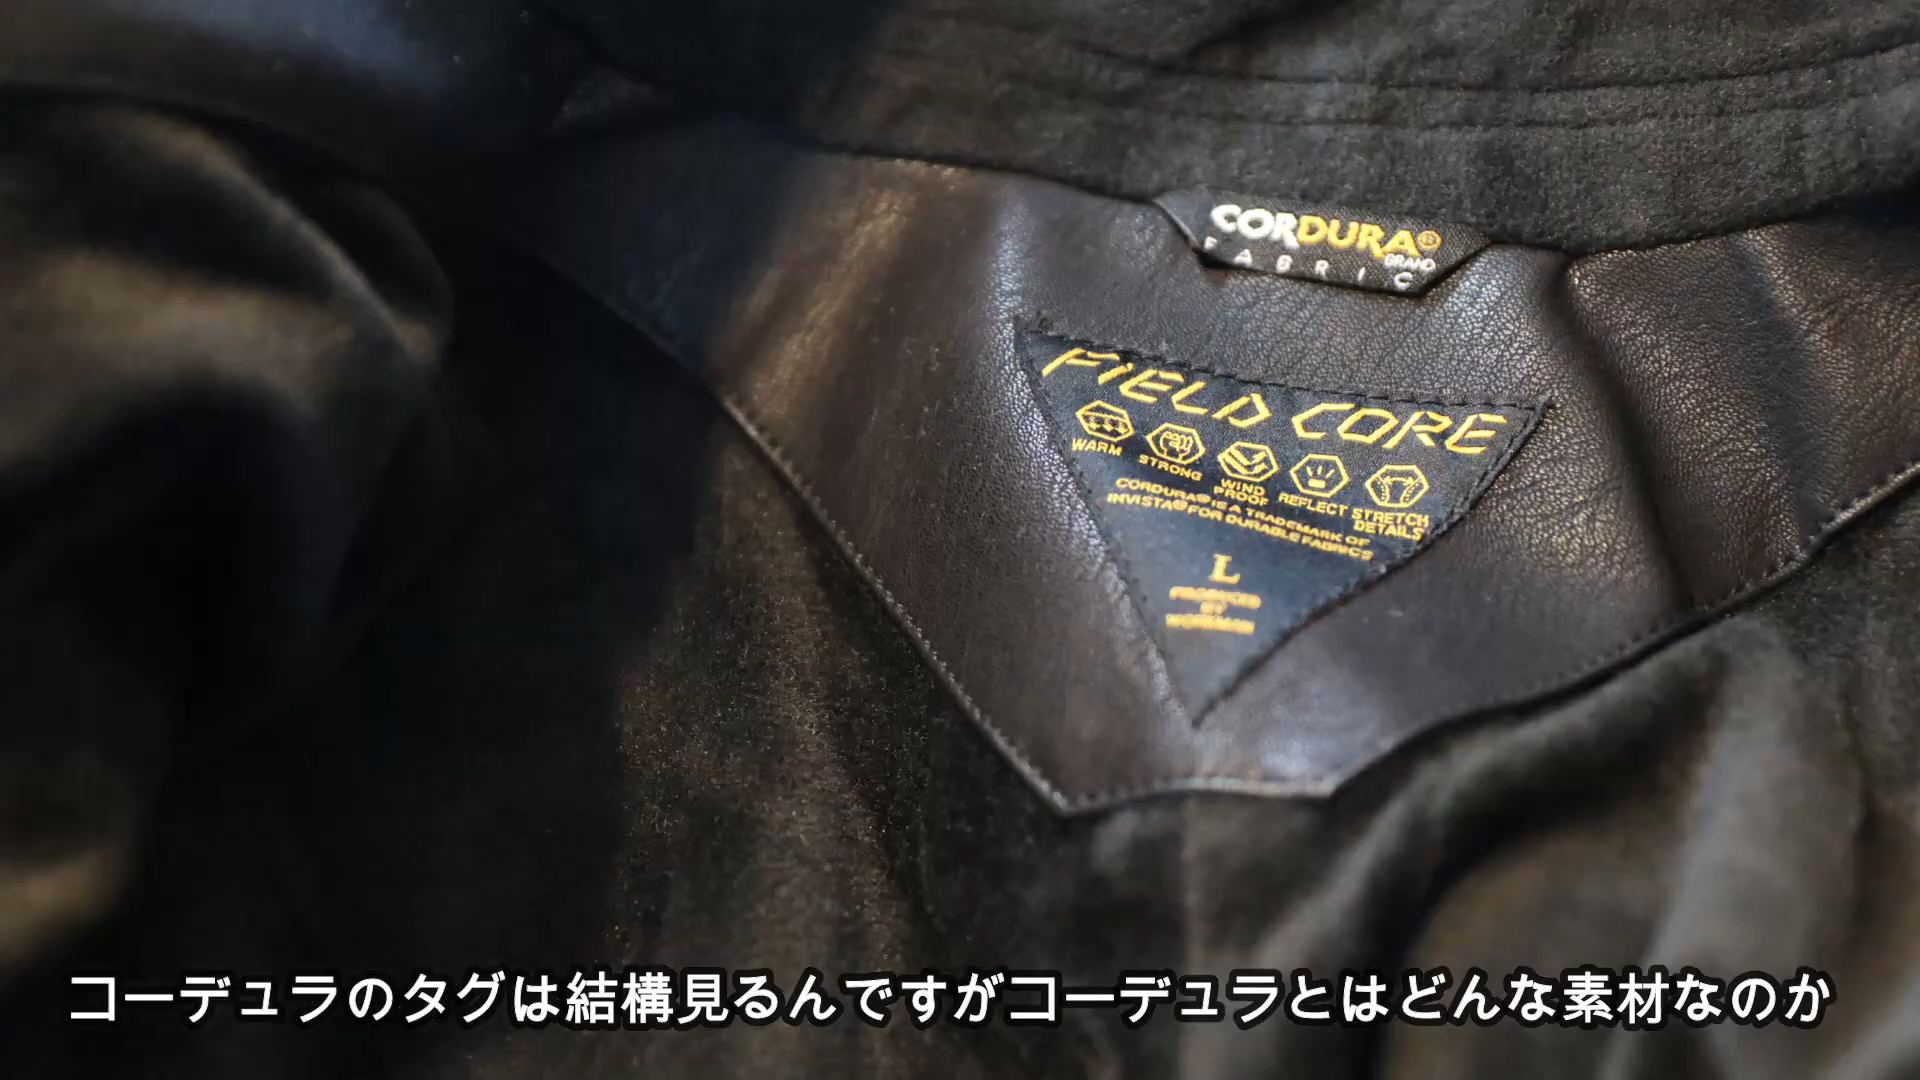 CORDURA®
BRAND
FABRIC
FIELD CORE
WARM
STRONG
WIND
PROOF
REFLECT
STRETCH
DETAILS
CORDURA® IS A TRADEMARK OF
INVISTA® FOR DURABLE FABRICS
L
PRODUCED
BY
WORKMAN
コーデュラのタグは結構見るんですがコーデュラとはどんな素材なのか